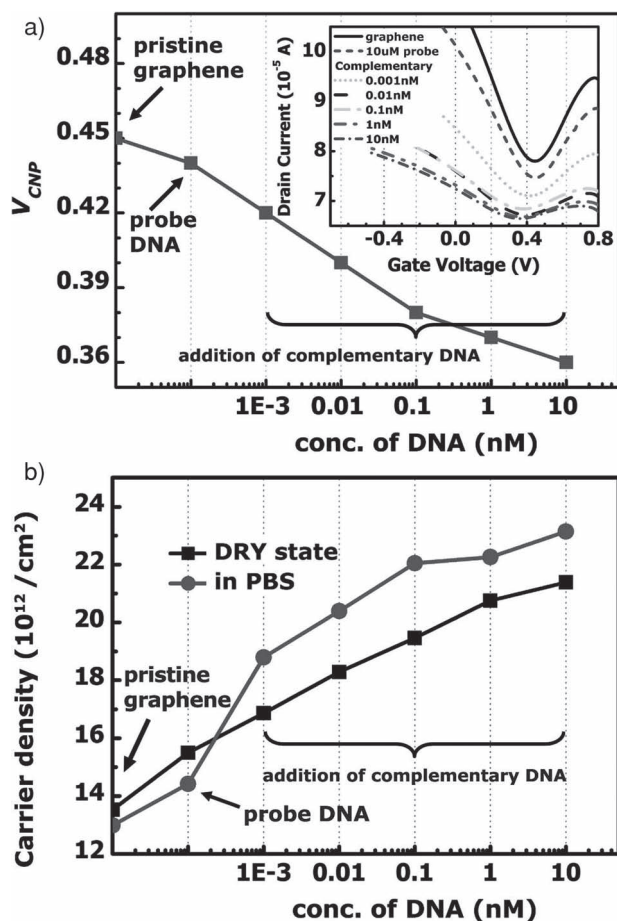 a)
0.48
0.45
0.42
0.39
0.36
V_CNP
pristine
graphene
probe
DNA
addition of complementary DNA
1E-3 0.01 0.1 1 10
conc. of DNA (nM)
10
9
8
7
Drain Current (10⁻⁵ A)
graphene
10uM probe
Complementary
0.001nM
0.01nM
0.1nM
1nM
10nM
-0.4 0.0 0.4 0.8
Gate Voltage (V)
b)
24
22
20
18
16
14
12
Carrier density (10¹² /cm²)
DRY state
in PBS
pristine
graphene
probe DNA
addition of complementary DNA
1E-3 0.01 0.1 1 10
conc. of DNA (nM)